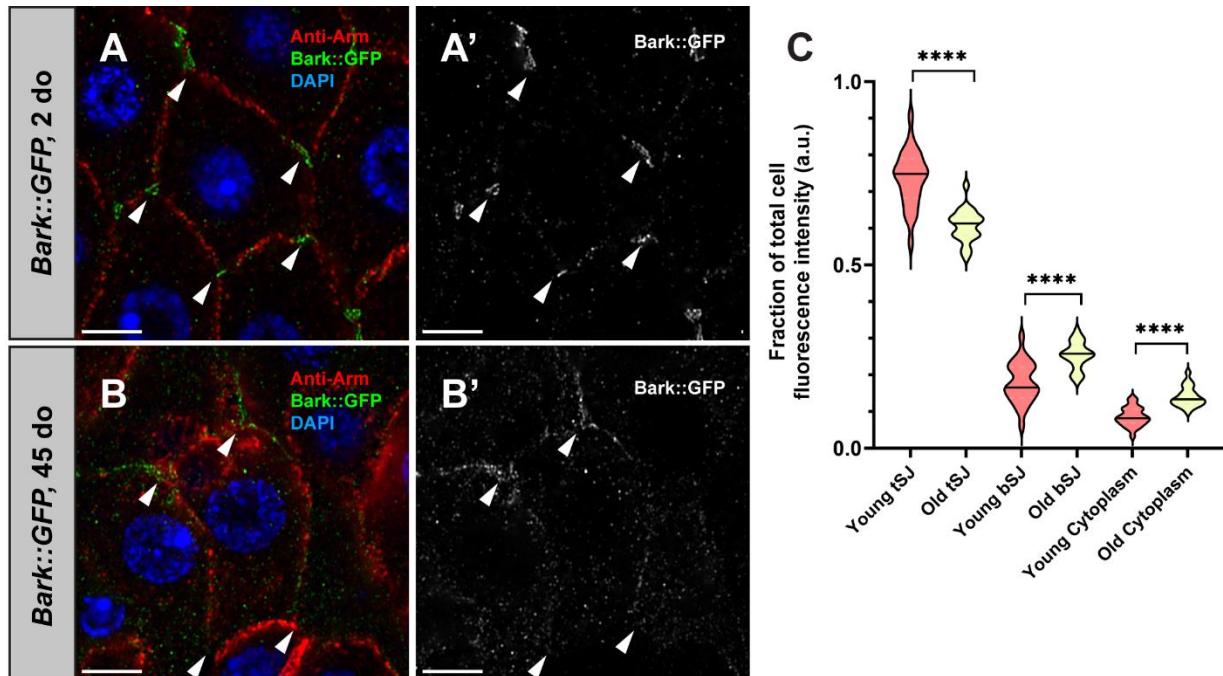 Bark::GFP, 2 do
A
Anti-Arm
Bark::GFP
DAPI
A'
Bark::GFP
Bark::GFP, 45 do
B
Anti-Arm
Bark::GFP
DAPI
B'
Bark::GFP
C
Fraction of total cell
fluorescence intensity (a.u.)
1.0
0.5
0.0
****
****
****
Young tSJ
Old tSJ
Young bSJ
Old bSJ
Young Cytoplasm
Old Cytoplasm